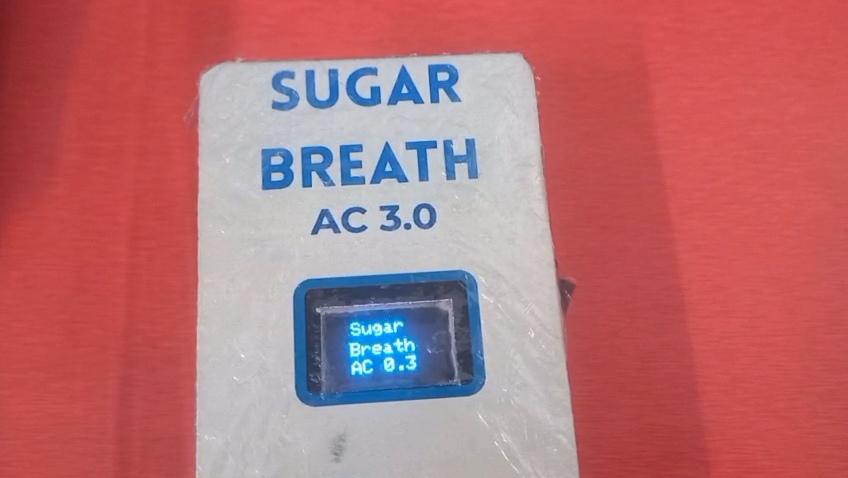 SUGAR
BREATH
AC 3.0
Sugar
Breath
AC 0.3